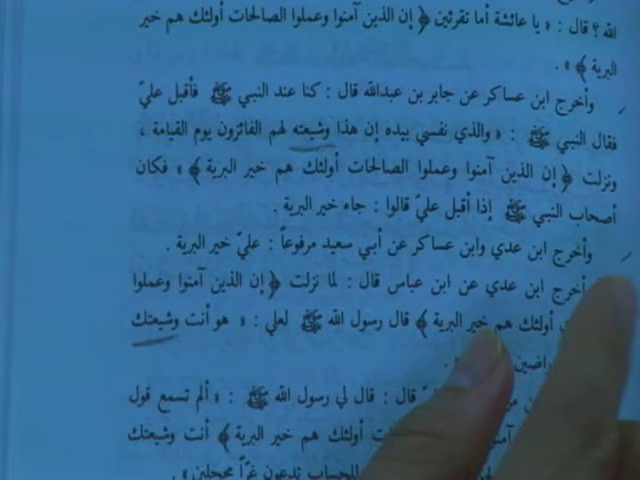 الله ؟ قال : « يا عائشة أما تقرئين ﴿ إن الذين آمنوا وعملوا الصالحات أولئك هم خير
البرية ﴾ » .
وأخرج ابن عساكر عن جابر بن عبدالله قال : كنا عند النبي ﷺ فأقبل عليّ
فقال النبي ﷺ : « والذي نفسي بيده إن هذا وشيعته لهم الفائزون يوم القيامة ،
ونزلت ﴿ إن الذين آمنوا وعملوا الصالحات أولئك هم خير البرية ﴾ » فكان
أصحاب النبي ﷺ إذا أقبل عليّ قالوا : جاء خير البرية .
وأخرج ابن عدي وابن عساكر عن أبي سعيد مرفوعاً : عليّ خير البرية .
أخرج ابن عدي عن ابن عباس قال : لما نزلت ﴿ إن الذين آمنوا وعملوا
أولئك هم خير البرية ﴾ قال رسول الله ﷺ لعلي : « هو أنت وشيعتك
راضين
قال : قال لي رسول الله ﷺ : « ألم تسمع قول
أولئك هم خير البرية ﴾ أنت وشيعتك
للحساب تدعون غرّاً محجلين » .